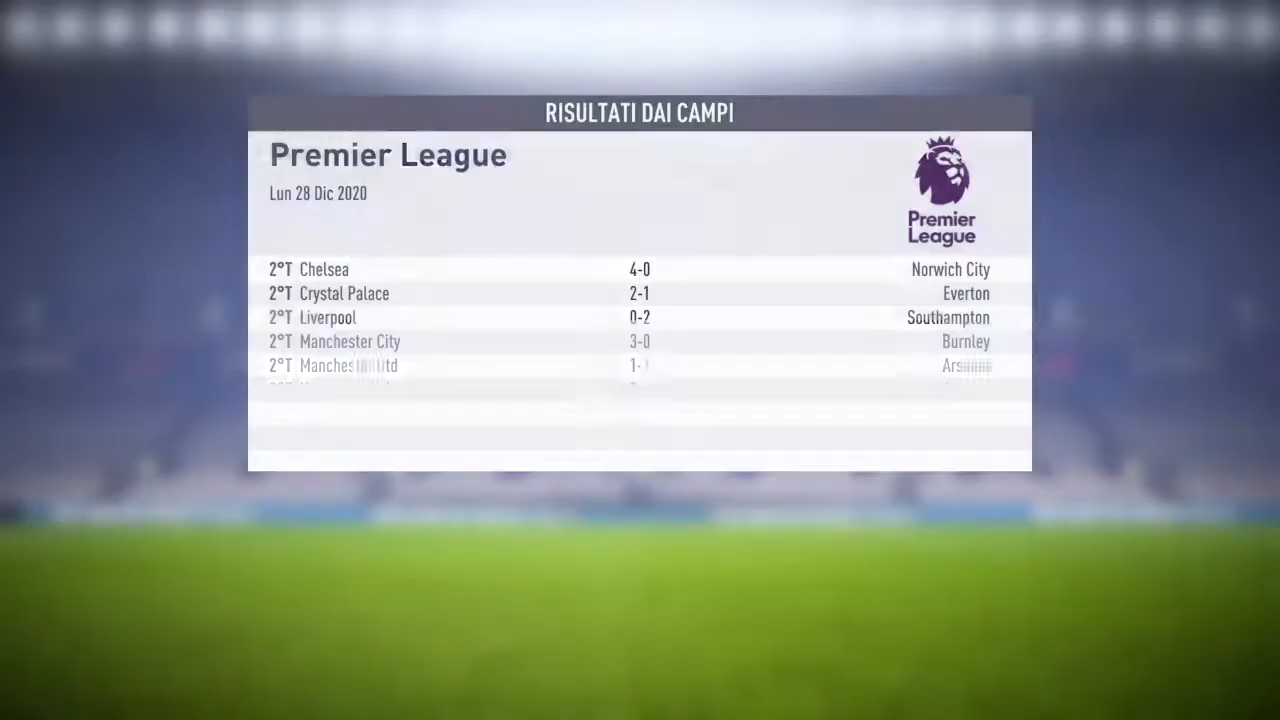 RISULTATI DAI CAMPI
Premier League
Lun 28 Dic 2020
Premier
League
2°T Chelsea 4-0 Norwich City
2°T Crystal Palace 2-1 Everton
2°T Liverpool 0-2 Southampton
2°T Manchester City 3-0 Burnley
2°T